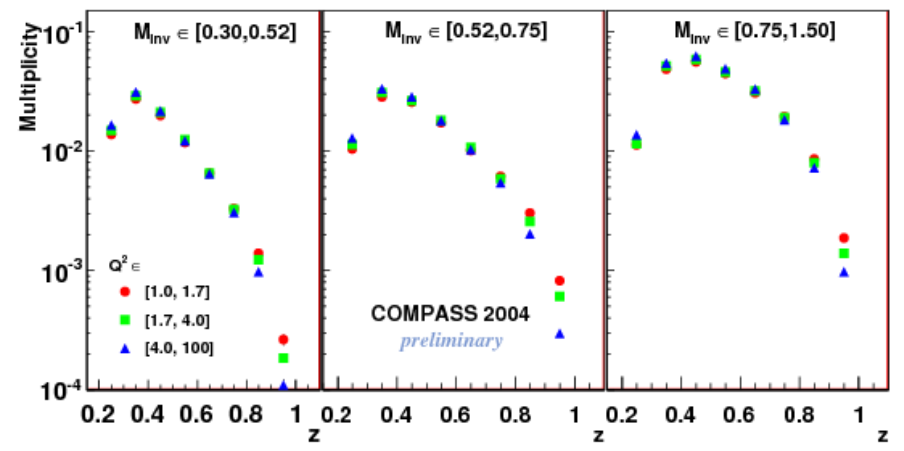 Multiplicity
10⁻¹
10⁻²
10⁻³
10⁻⁴
M_inv ∈ [0.30,0.52]
Q² ∈
[1.0, 1.7]
[1.7, 4.0]
[4.0, 100]
0.2 0.4 0.6 0.8 1
z
M_inv ∈ [0.52,0.75]
COMPASS 2004
preliminary
0.2 0.4 0.6 0.8 1
z
M_inv ∈ [0.75,1.50]
0.2 0.4 0.6 0.8 1
z